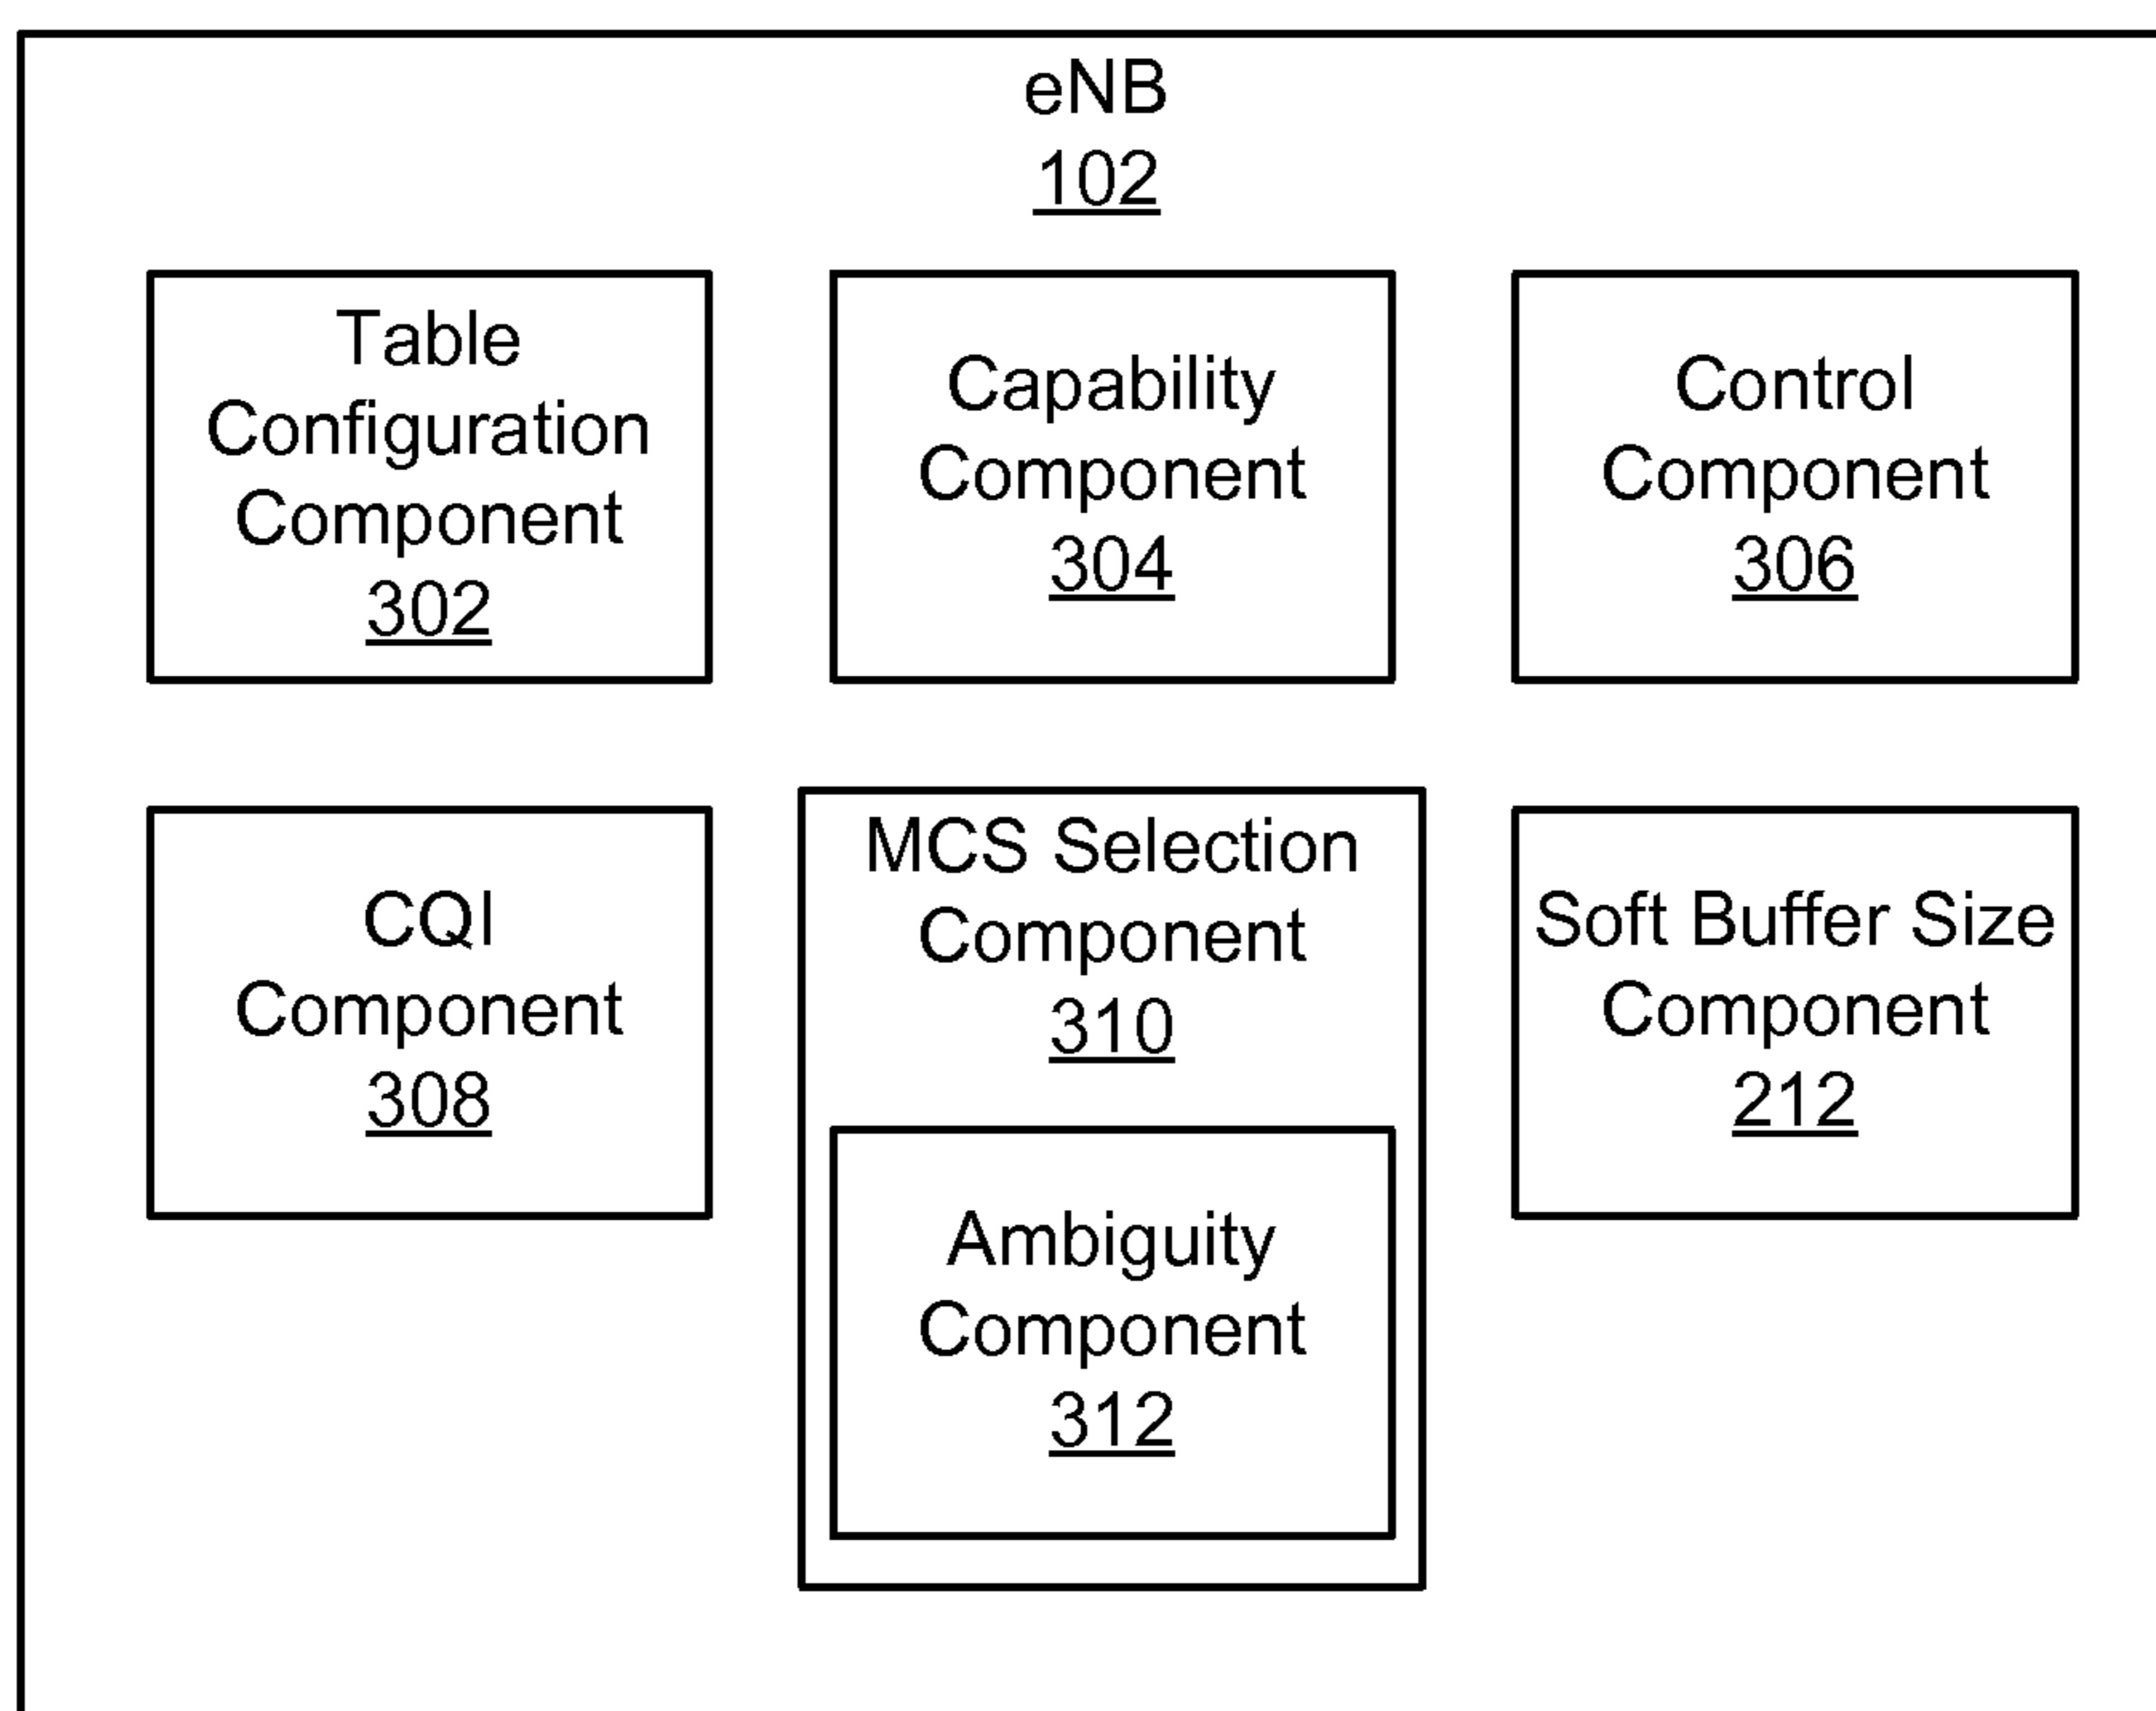 eNB
102
Table
Configuration
Component
302
Capability
Component
304
Control
Component
306
CQI
Component
308
MCS Selection
Component
310
Ambiguity
Component
312
Soft Buffer Size
Component
212